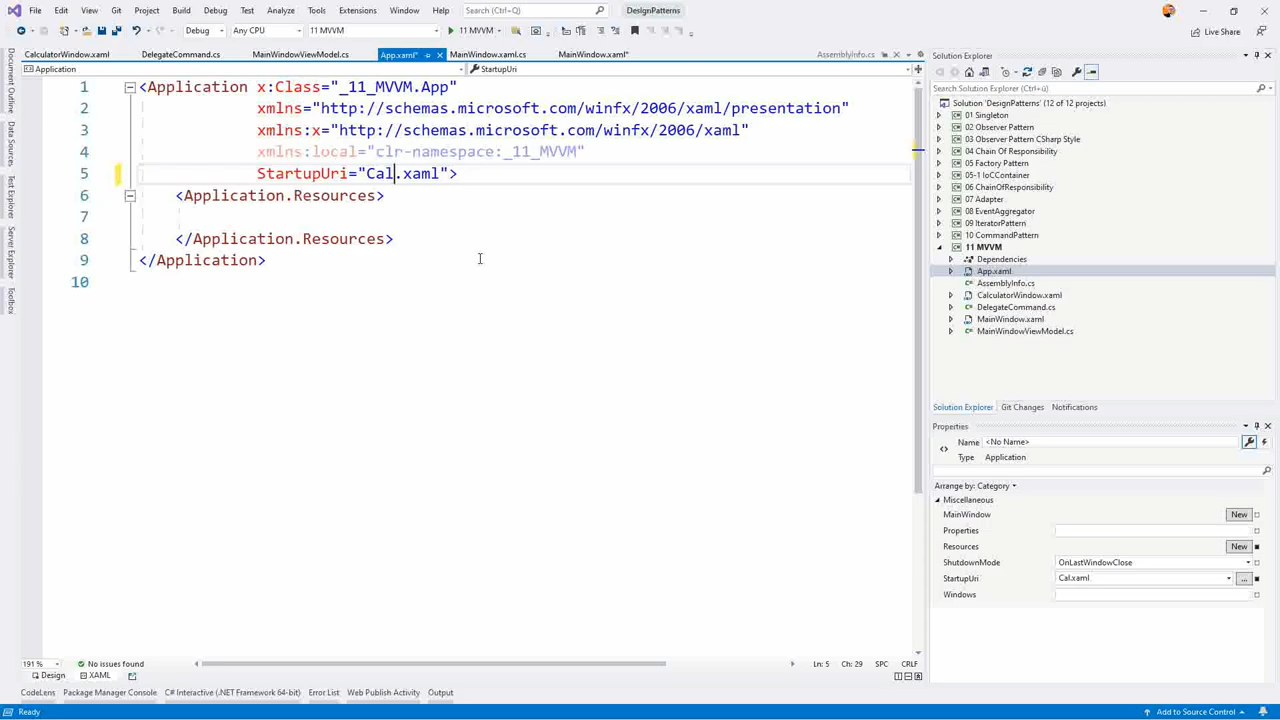 File Edit View Git Project Build Debug Test Analyze Tools Extensions Window Help Search (Ctrl+Q) DesignPatterns
Debug Any CPU 11 MVVM 11 MVVM Live Share
CalculatorWindow.xaml DelegateCommand.cs MainWindowViewModel.cs App.xaml* MainWindow.xaml.cs MainWindow.xaml* AssemblyInfo.cs
Application StartupUri
Document Outline
Data Sources
Test Explorer
Server Explorer
Toolbox
1 <Application x:Class="_11_MVVM.App"
2 xmlns="http://schemas.microsoft.com/winfx/2006/xaml/presentation"
3 xmlns:x="http://schemas.microsoft.com/winfx/2006/xaml"
4 xmlns:local="clr-namespace:_11_MVVM"
5 StartupUri="Cal.xaml">
6 <Application.Resources>
7
8 </Application.Resources>
9 </Application>
10
191 % No issues found Ln: 5 Ch: 29 SPC CRLF
Design XAML
CodeLens Package Manager Console C# Interactive (.NET Framework 64-bit) Error List Web Publish Activity Output
Ready Add to Source Control
Solution Explorer
Search Solution Explorer (Ctrl+ü)
Solution 'DesignPatterns' (12 of 12 projects)
01 Singleton
02 Observer Pattern
03 Observer Pattern CSharp Style
04 Chain Of Responsibility
05 Factory Pattern
05-1 IoCContainer
06 ChainOfResponsibility
07 Adapter
08 EventAggregator
09 IteratorPattern
10 CommandPattern
11 MVVM
Dependencies
App.xaml
AssemblyInfo.cs
CalculatorWindow.xaml
DelegateCommand.cs
MainWindow.xaml
MainWindowViewModel.cs
Solution Explorer Git Changes Notifications
Properties
Name <No Name>
Type Application
Arrange by: Category
Miscellaneous
MainWindow New
Properties
Resources New
ShutdownMode OnLastWindowClose
StartupUri Cal.xaml ...
Windows